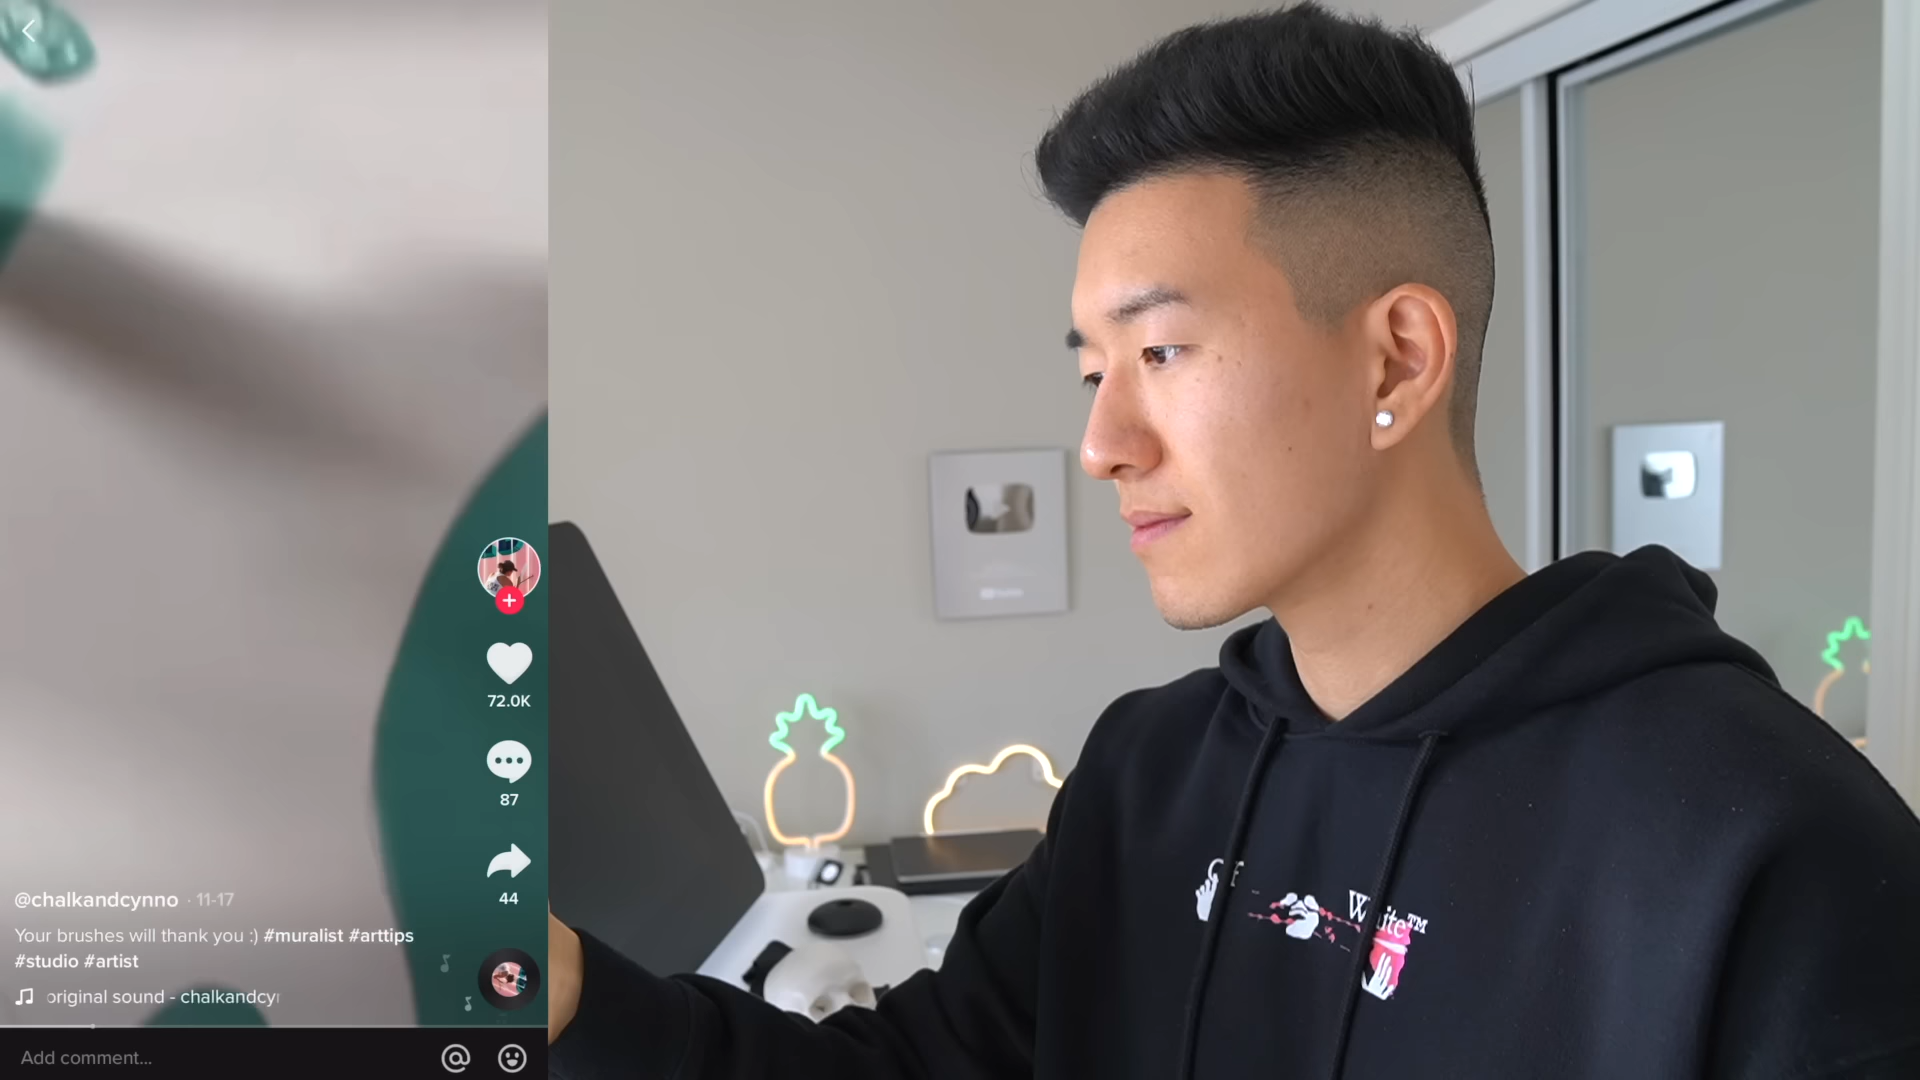 72.0K
87
44
@chalkandcynno · 11-17
Your brushes will thank you :) #muralist #arttips
#studio #artist
original sound - chalkandcy
Add comment...